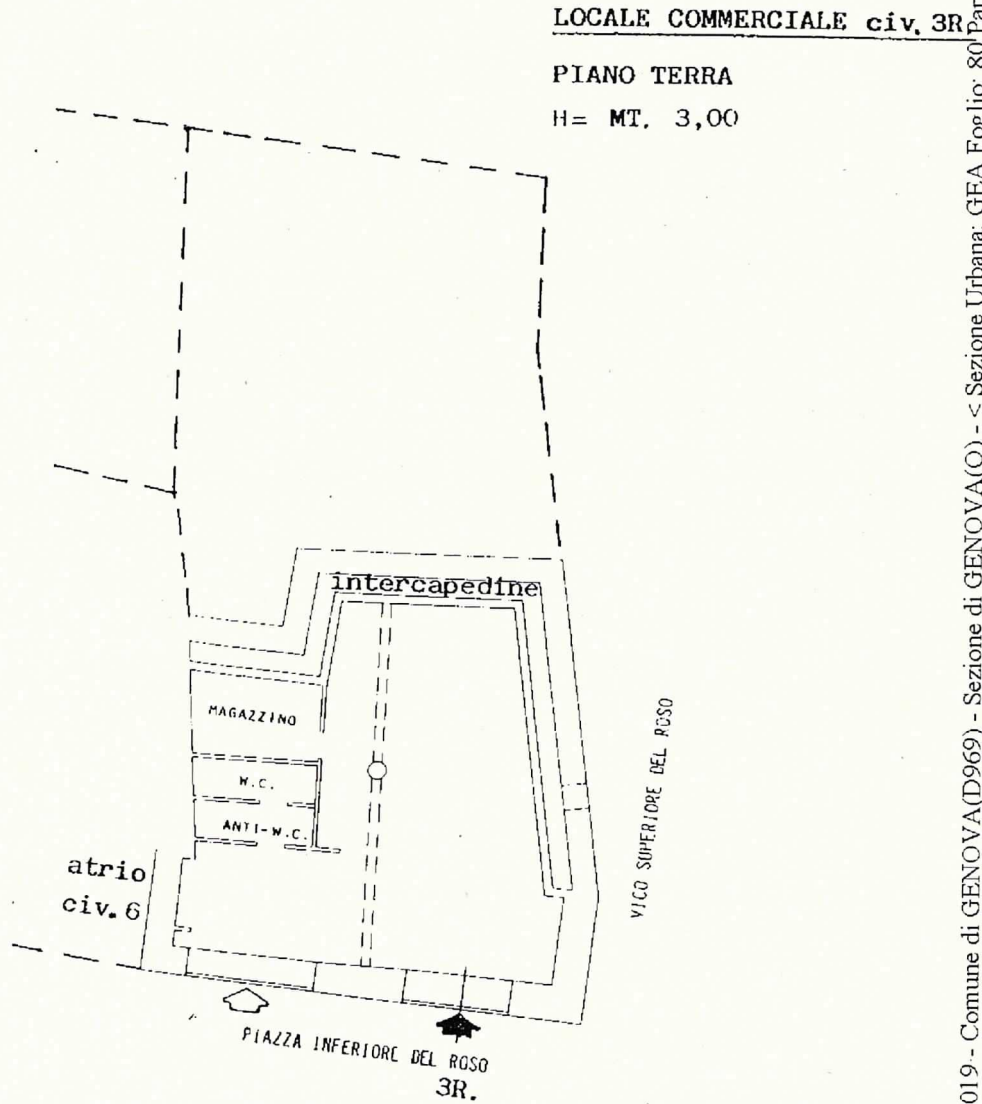 LOCALE COMMERCIALE civ. 3R
PIANO TERRA
H= MT. 3,00
intercapedine
MAGAZZINO
W.C.
ANTI-W.C.
atrio
civ. 6
VICO SUPERIORE DEL ROSO
PIAZZA INFERIORE DEL ROSO
3R.
019 - Comune di GENOVA(D969) - Sezione di GENOVA(O) - < Sezione Urbana: GEA Foglio: 80